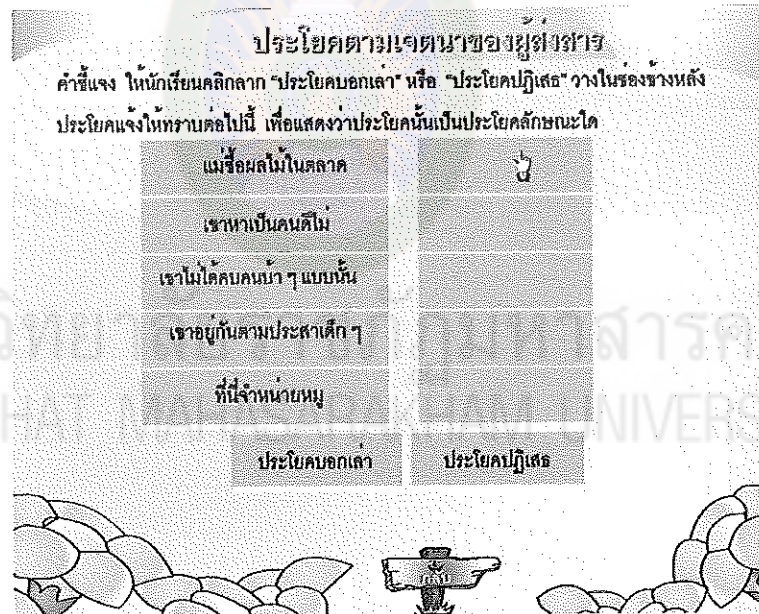 ประโยคตามเจตนาของผู้ส่งสาร
คำชี้แจง ให้นักเรียนคลิกลาก "ประโยคบอกเล่า" หรือ "ประโยคปฏิเสธ" วางในช่องข้างหลัง
ประโยคแจ้งให้ทราบต่อไปนี้ เพื่อแสดงว่าประโยคนั้นเป็นประโยคลักษณะใด
แม่ซื้อผลไม้ในตลาด
เขาหาเป็นคนดีไม่
เขาไม่ได้คบคนบ้า ๆ แบบนั้น
เขาอยู่กันตามประสาเด็ก ๆ
ที่นี่จำหน่ายหมู
ประโยคบอกเล่า ประโยคปฏิเสธ
กลับ